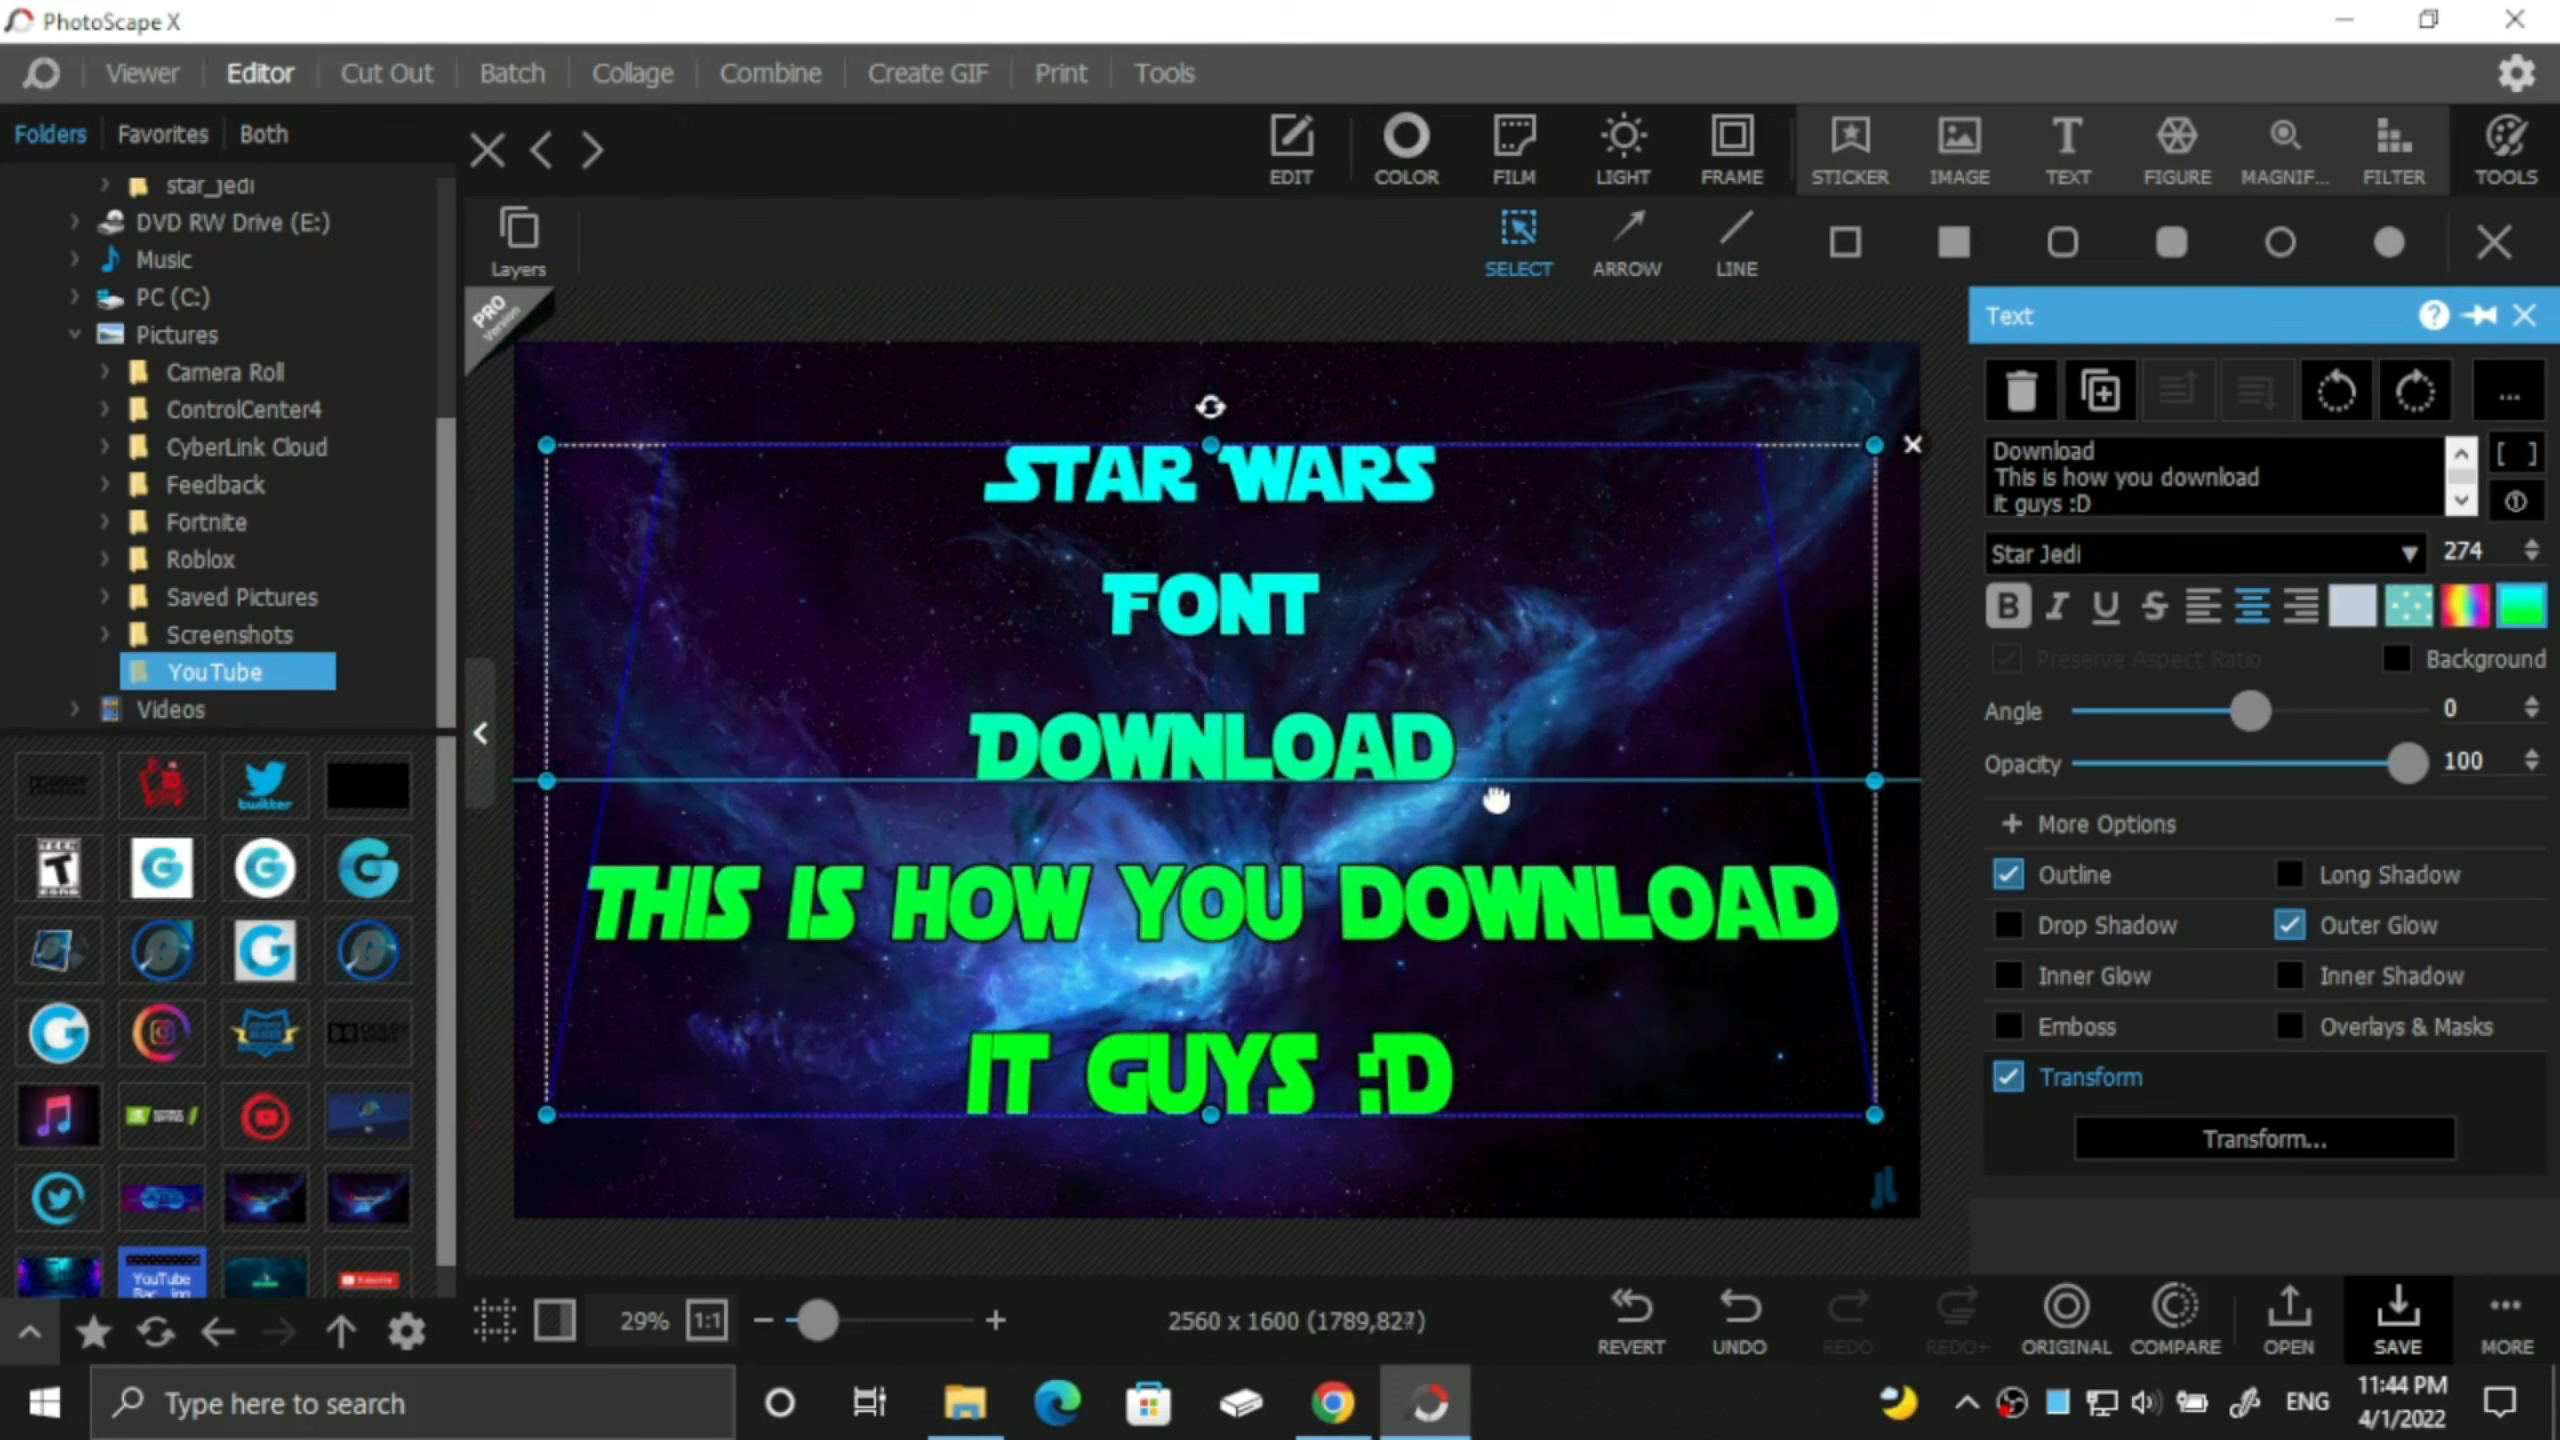 PhotoScape X
Viewer Editor Cut Out Batch Collage Combine Create GIF Print Tools
Folders Favorites Both
EDIT COLOR FILM LIGHT FRAME STICKER IMAGE TEXT FIGURE MAGNIF... FILTER TOOLS
star_jedi
DVD RW Drive (E:)
Music
PC (C:)
Pictures
Camera Roll
ControlCenter4
CyberLink Cloud
Feedback
Fortnite
Roblox
Saved Pictures
Screenshots
YouTube
Videos
twitter
YouTube
Layers
SELECT ARROW LINE
PRO
Version
STAR WARS
FONT
DOWNLOAD
THIS IS HOW YOU DOWNLOAD
IT GUYS :D
JL
Text
...
Download
This is how you download
it guys :D
[ ]
Star Jedi 274
B I U S
Preserve Aspect Ratio Background
Angle 0
Opacity 100
+ More Options
Outline Long Shadow
Drop Shadow Outer Glow
Inner Glow Inner Shadow
Emboss Overlays & Masks
Transform
Transform...
29% 1:1 2560 x 1600
REVERT UNDO REDO REDO+ ORIGINAL COMPARE OPEN SAVE MORE
Type here to search
ENG
11:44 PM
4/1/2022